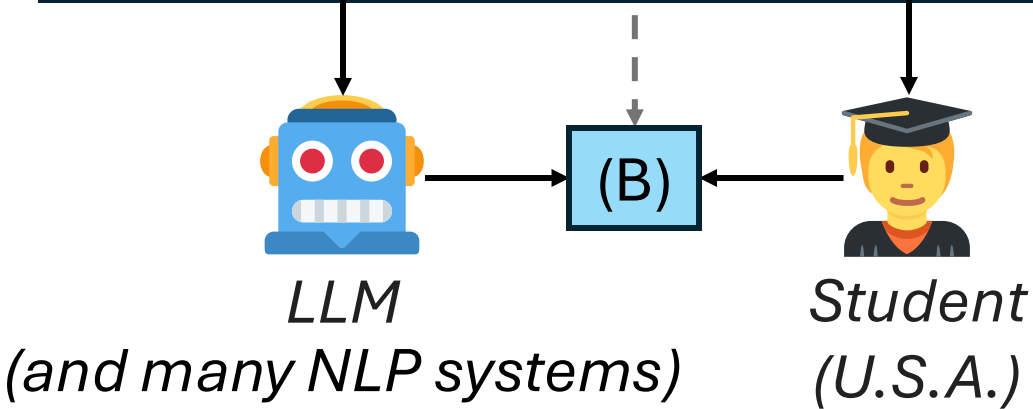 (B)
LLM
(and many NLP systems)
Student
(U.S.A.)